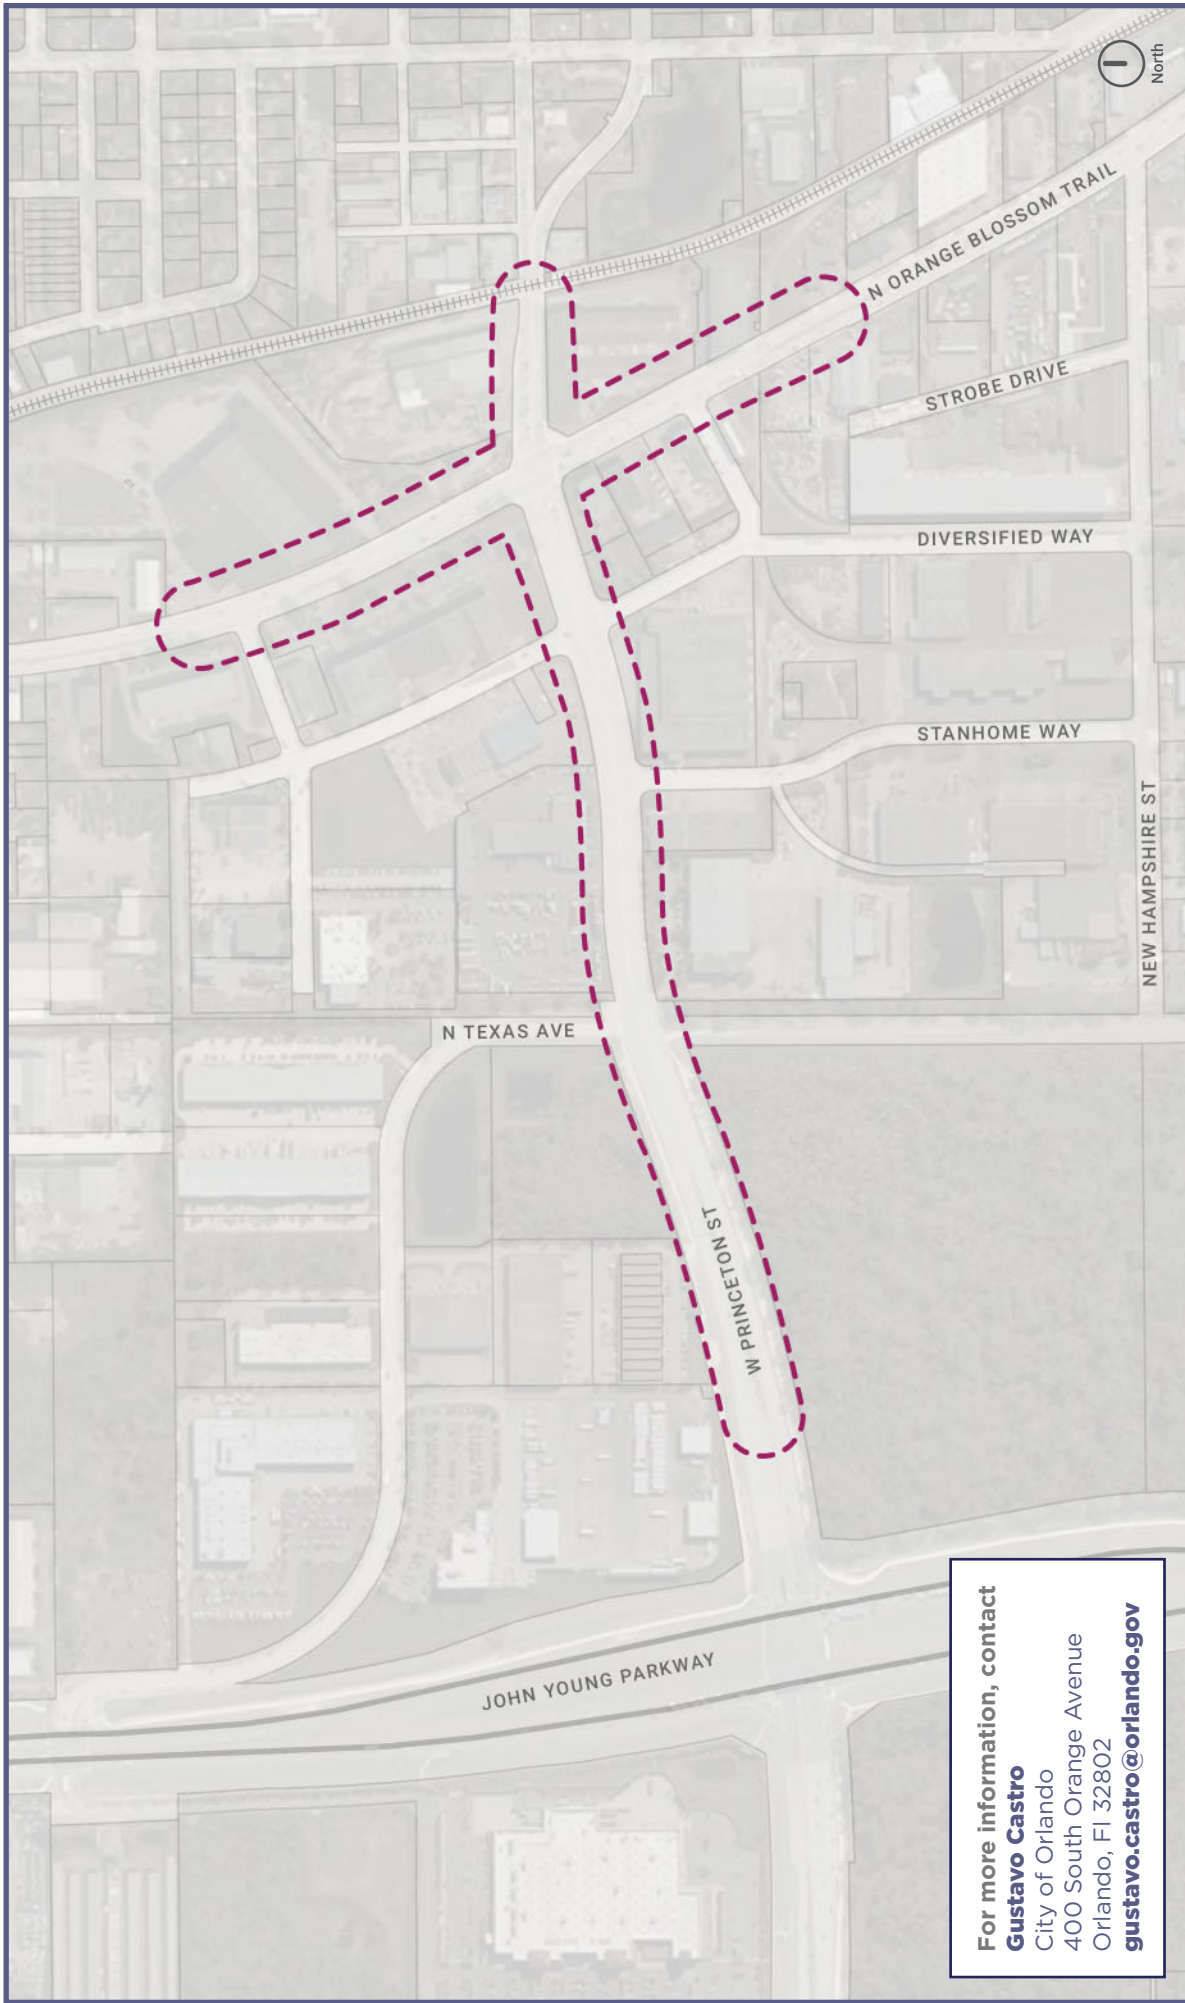 North
N ORANGE BLOSSOM TRAIL
STROBE DRIVE
DIVERSIFIED WAY
STANHOME WAY
NEW HAMPSHIRE ST
N TEXAS AVE
W PRINCETON ST
JOHN YOUNG PARKWAY
For more information, contact
Gustavo Castro
City of Orlando
400 South Orange Avenue
Orlando, Fl 32802
gustavo.castro@orlando.gov